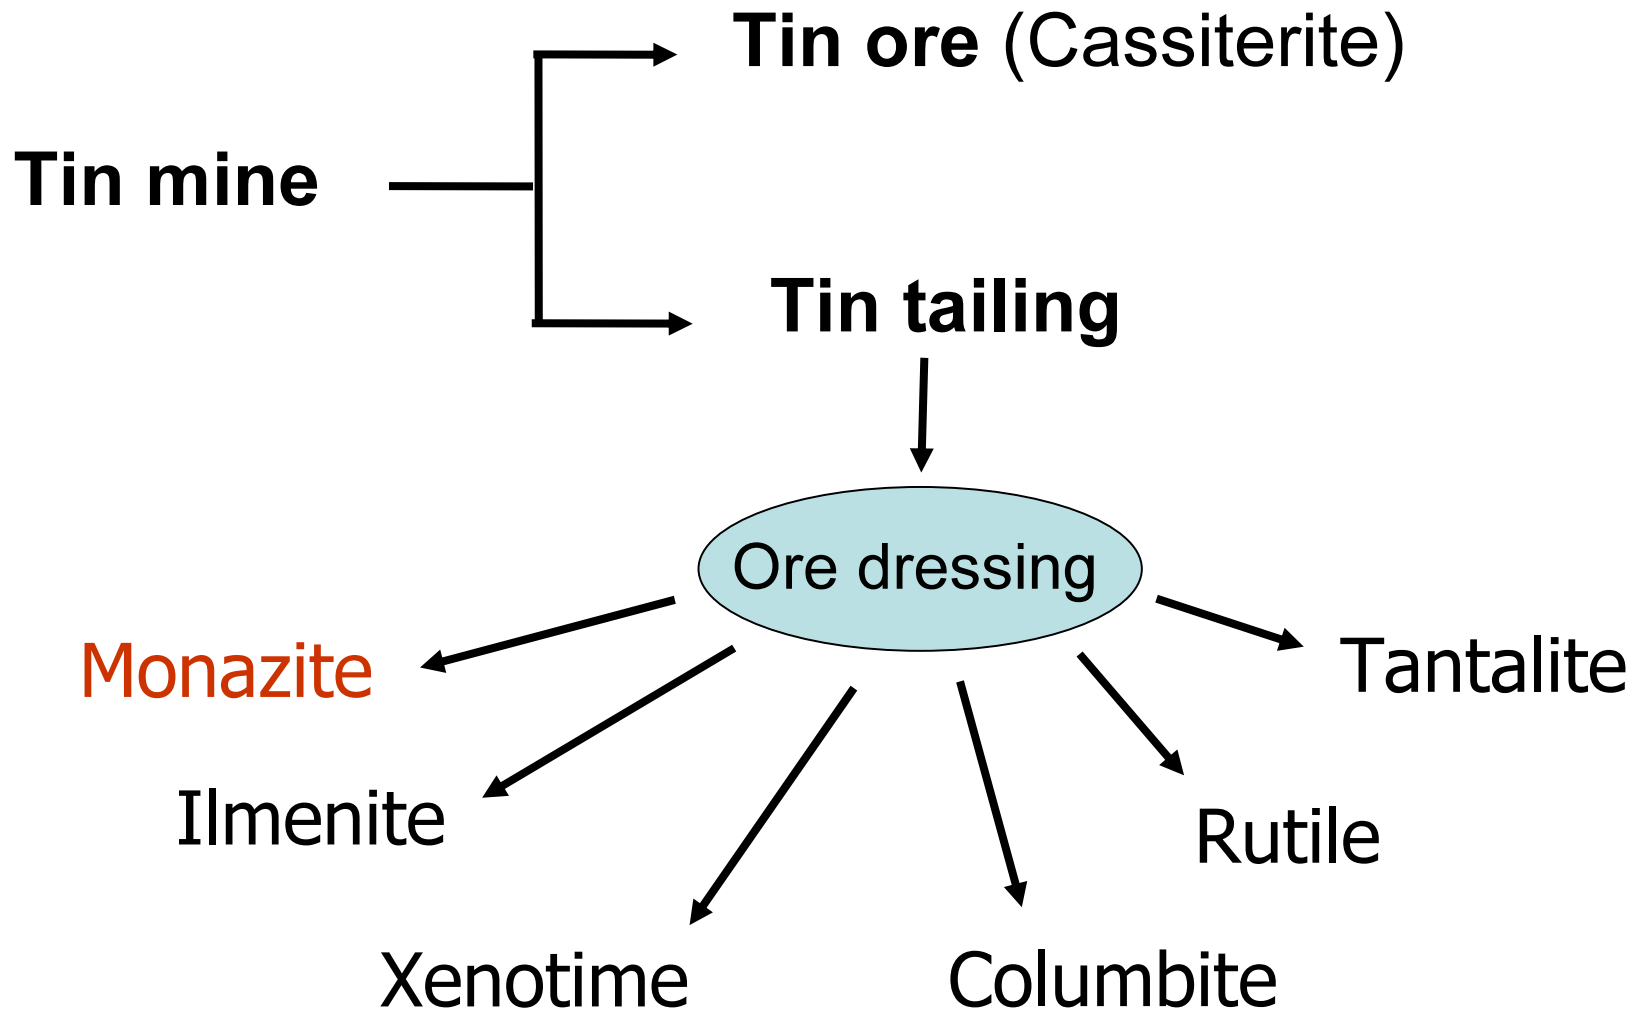 Tin ore (Cassiterite)
Tin mine
Tin tailing
Ore dressing
Monazite
Tantalite
Ilmenite
Rutile
Xenotime
Columbite